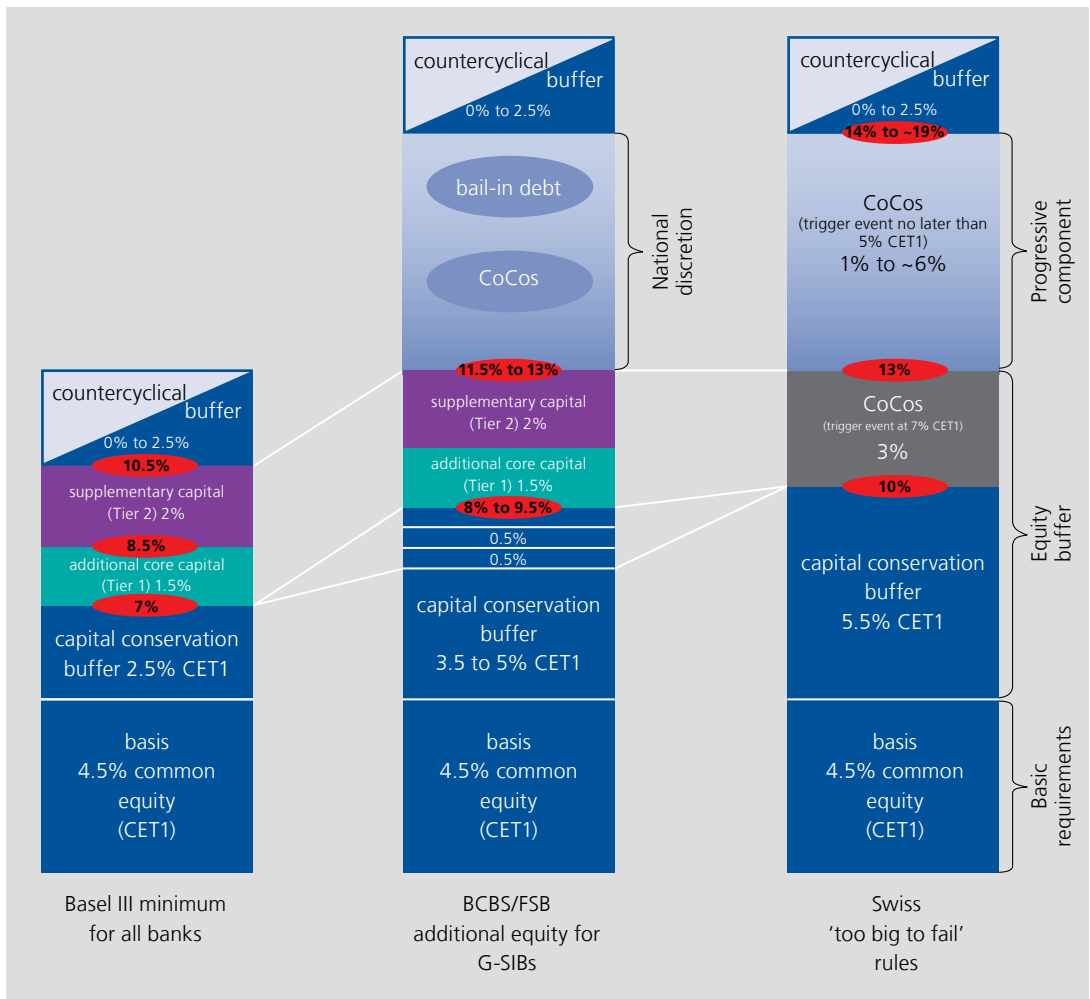 countercyclical
buffer
0% to 2.5%
10.5%
supplementary capital
(Tier 2) 2%
8.5%
additional core capital
(Tier 1) 1.5%
7%
capital conservation
buffer 2.5% CET1
basis
4.5% common
equity
(CET1)
Basel III minimum
for all banks
countercyclical
buffer
0% to 2.5%
bail-in debt
CoCos
National
discretion
11.5% to 13%
supplementary capital
(Tier 2) 2%
additional core capital
(Tier 1) 1.5%
8% to 9.5%
0.5%
0.5%
capital conservation
buffer
3.5 to 5% CET1
basis
4.5% common
equity
(CET1)
BCBS/FSB
additional equity for
G-SIBs
countercyclical
buffer
0% to 2.5%
14% to ~19%
CoCos
(trigger event no later than
5% CET1)
1% to ~6%
Progressive
component
13%
CoCos
(trigger event at 7% CET1)
3%
10%
capital conservation
buffer
5.5% CET1
Equity
buffer
basis
4.5% common
equity
(CET1)
Basic
requirements
Swiss
'too big to fail'
rules